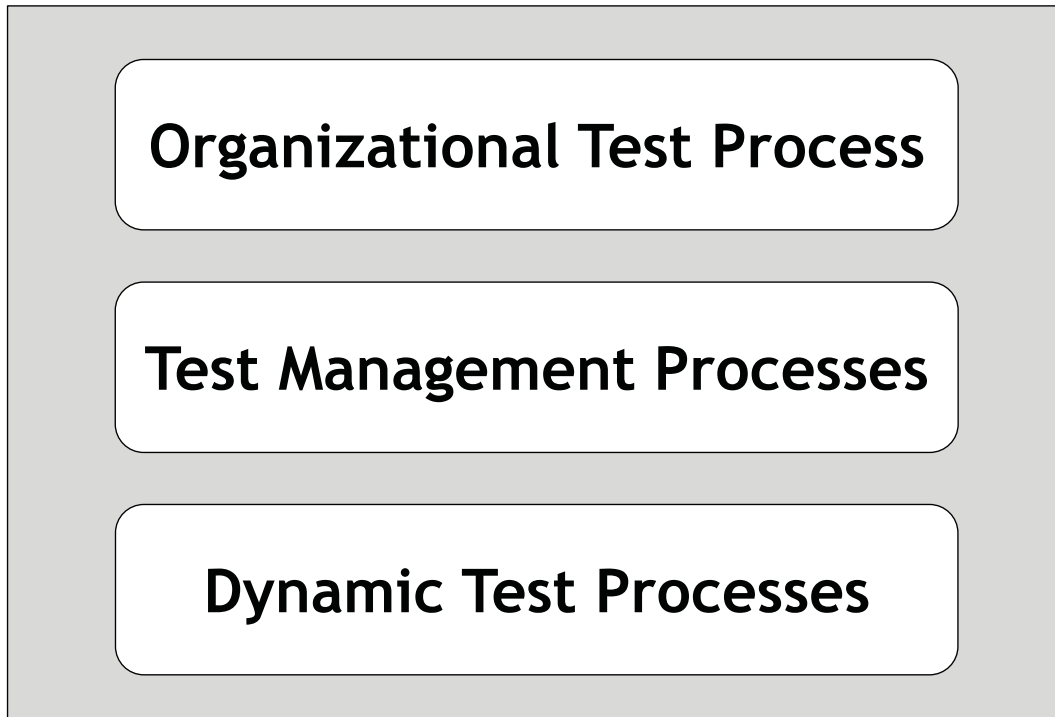 Organizational Test Process
Test Management Processes
Dynamic Test Processes